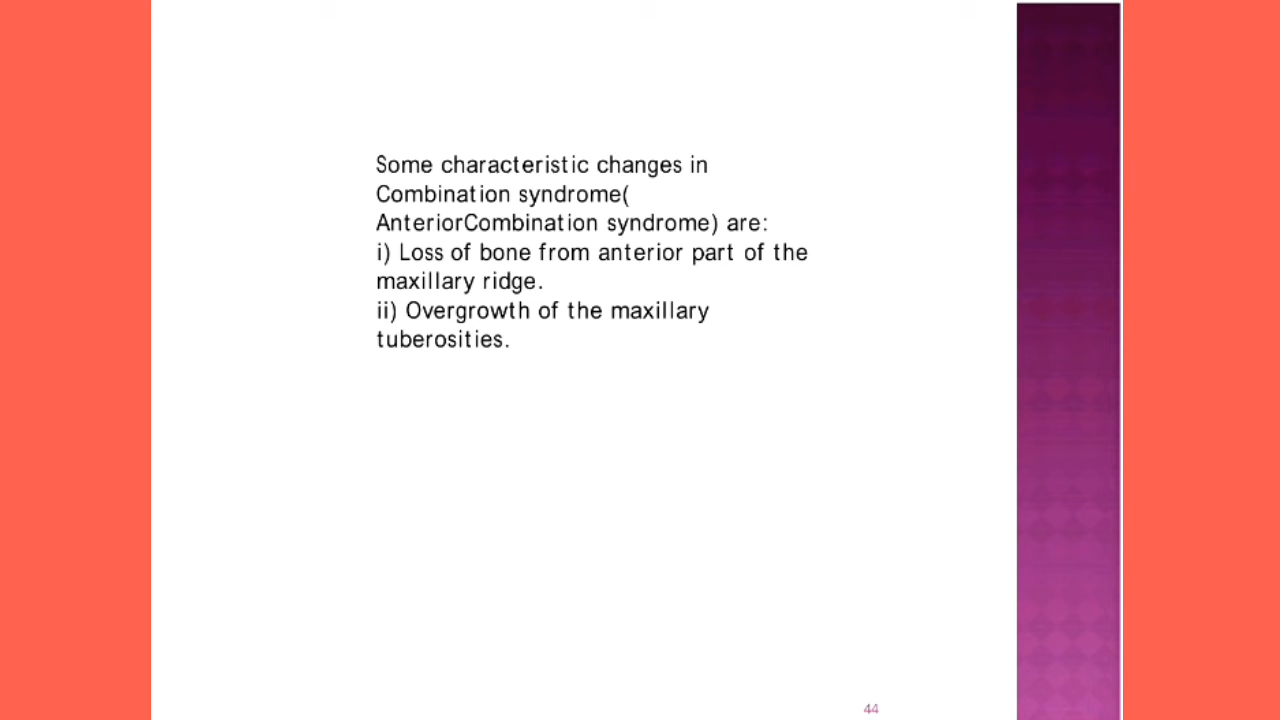 Some characteristic changes in
Combination syndrome(
AnteriorCombination syndrome) are:
i) Loss of bone from anterior part of the
maxillary ridge.
ii) Overgrowth of the maxillary
tuberosities.
44